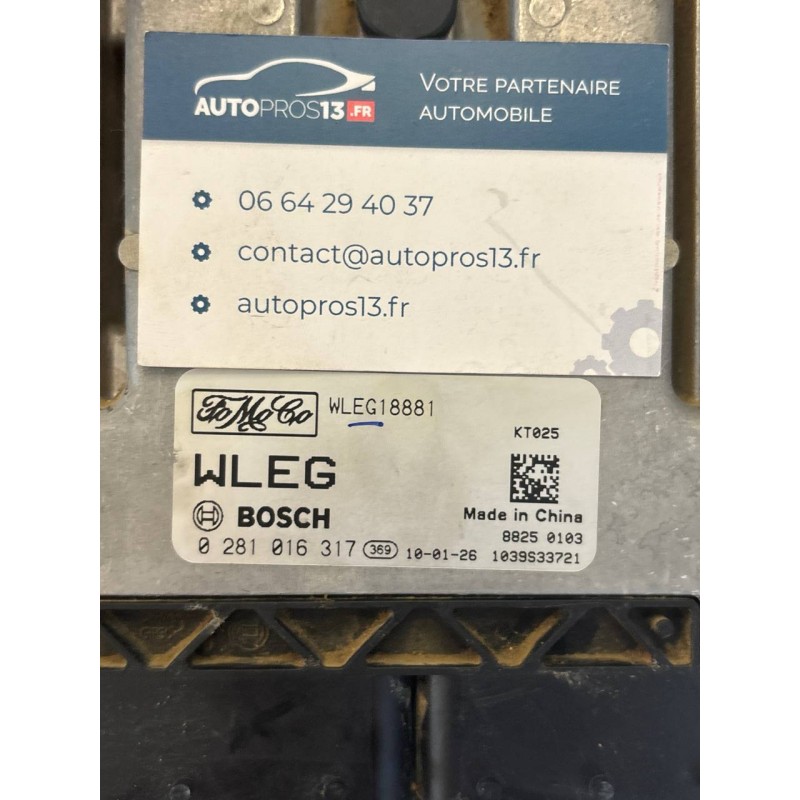 AUTOPROS13.FR
VOTRE PARTENAIRE
AUTOMOBILE
06 64 29 40 37
contact@autopros13.fr
autopros13.fr
FoMoCo WLEG18881
KT025
WLEG
BOSCH
Made in China
8825 0103
0 281 016 317 369 10-01-26 1039S33721